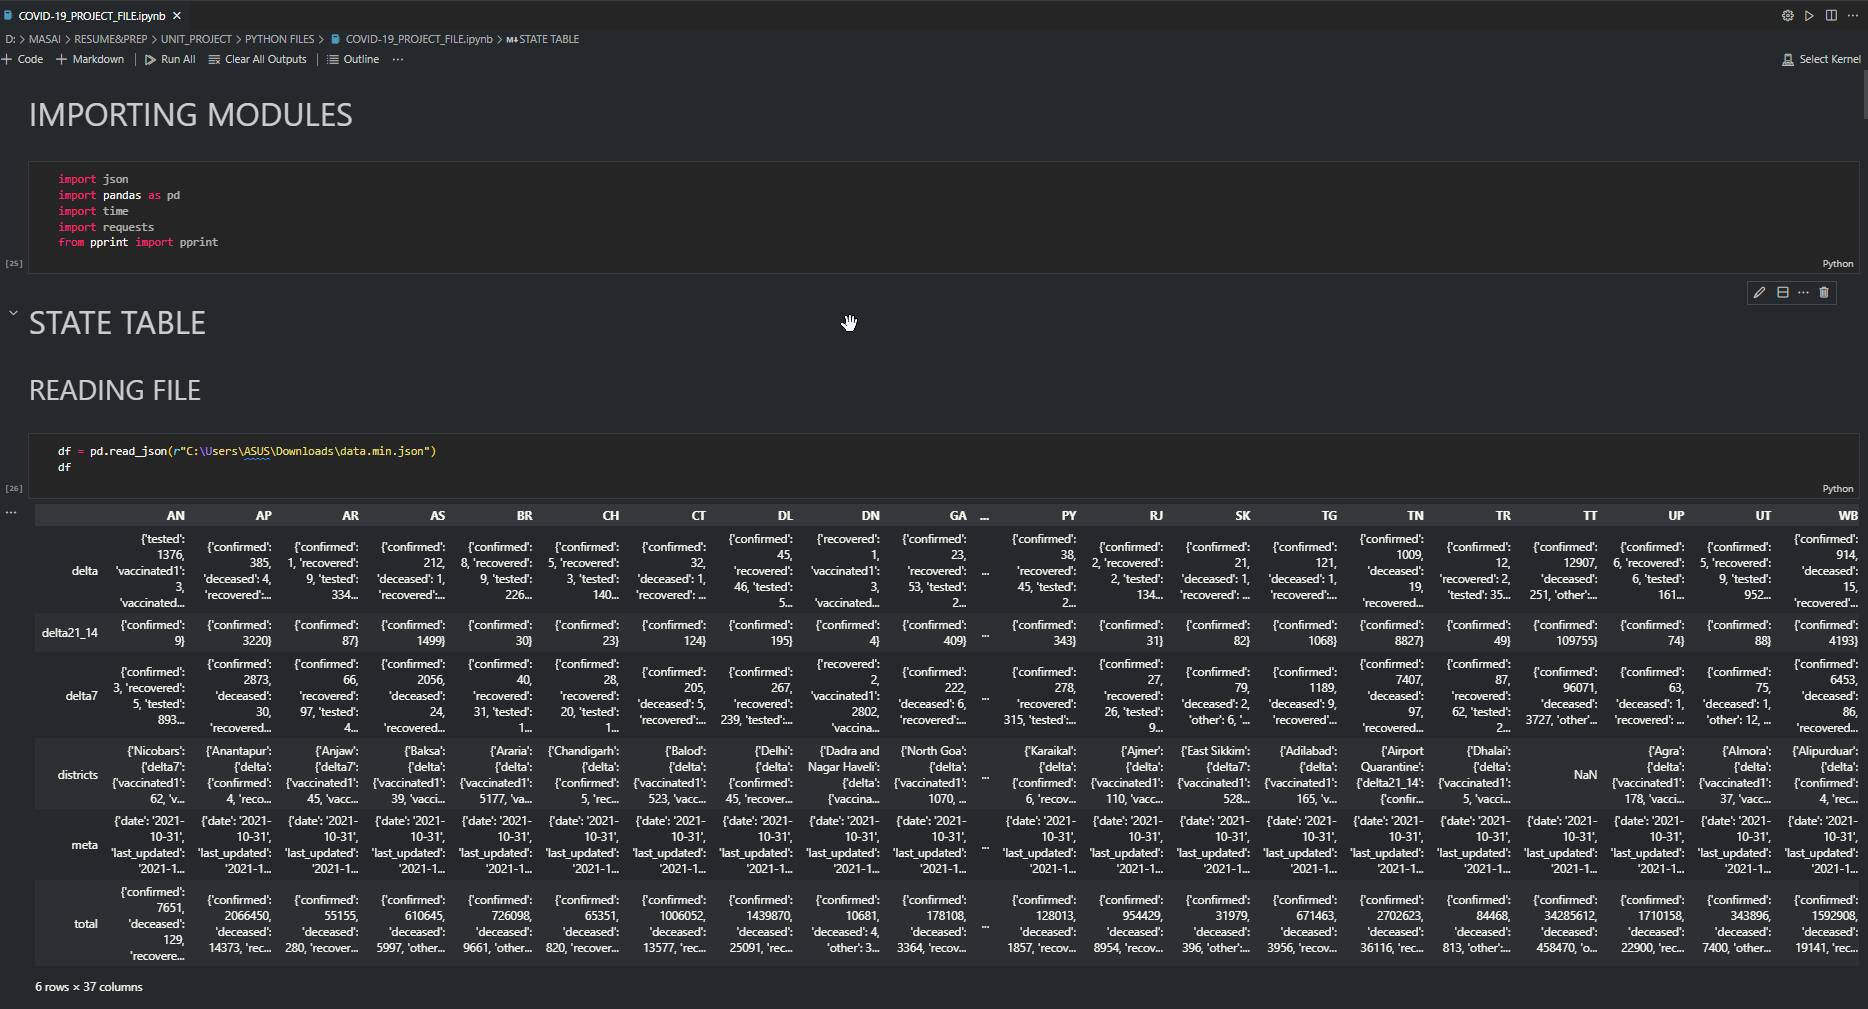 COVID-19_PROJECT_FILE.ipynb
D: > MASAI > RESUME&PREP > UNIT_PROJECT > PYTHON FILES > COVID-19_PROJECT_FILE.ipynb > M↓STATE TABLE
+ Code + Markdown | Run All Clear All Outputs | Outline ... Select Kernel
IMPORTING MODULES
import json
import pandas as pd
import time
import requests
from pprint import pprint
[25]
Python
STATE TABLE
READING FILE
df = pd.read_json(r"C:\Users\ASUS\Downloads\data.min.json")
df
[26]
Python
AN AP AR AS BR CH CT DL DN GA ... PY RJ SK TG TN TR TT UP UT WB
delta
{'tested': 1376, 'vaccinated1': 3, 'vaccinated...
{'confirmed': 385, 'deceased': 4, 'recovered':...
{'confirmed': 1, 'recovered': 9, 'tested': 334...
{'confirmed': 212, 'deceased': 1, 'recovered':...
{'confirmed': 8, 'recovered': 9, 'tested': 226...
{'confirmed': 5, 'recovered': 3, 'tested': 140...
{'confirmed': 32, 'deceased': 1, 'recovered': ...
{'confirmed': 45, 'recovered': 46, 'tested': 5...
{'recovered': 1, 'vaccinated1': 3, 'vaccinated...
{'confirmed': 23, 'recovered': 53, 'tested': 2...
...
{'confirmed': 38, 'recovered': 45, 'tested': 2...
{'confirmed': 2, 'recovered': 2, 'tested': 134...
{'confirmed': 21, 'deceased': 1, 'recovered': ...
{'confirmed': 121, 'deceased': 1, 'recovered':...
{'confirmed': 1009, 'deceased': 19, 'recovered...
{'confirmed': 12, 'recovered': 2, 'tested': 35...
{'confirmed': 12907, 'deceased': 251, 'other':...
{'confirmed': 6, 'recovered': 6, 'tested': 161...
{'confirmed': 5, 'recovered': 9, 'tested': 952...
{'confirmed': 914, 'deceased': 15, 'recovered'...
delta21_14
{'confirmed': 9} {'confirmed': 3220} {'confirmed': 87} {'confirmed': 1499} {'confirmed': 30} {'confirmed': 23} {'confirmed': 124} {'confirmed': 195} {'confirmed': 4} {'confirmed': 409} ... {'confirmed': 343} {'confirmed': 31} {'confirmed': 82} {'confirmed': 1068} {'confirmed': 8827} {'confirmed': 49} {'confirmed': 109755} {'confirmed': 74} {'confirmed': 88} {'confirmed': 4193}
delta7
{'confirmed': 3, 'recovered': 5, 'tested': 893...
{'confirmed': 2873, 'deceased': 30, 'recovered...
{'confirmed': 66, 'recovered': 97, 'tested': 4...
{'confirmed': 2056, 'deceased': 24, 'recovered...
{'confirmed': 40, 'recovered': 31, 'tested': 1...
{'confirmed': 28, 'recovered': 20, 'tested': 1...
{'confirmed': 205, 'deceased': 5, 'recovered':...
{'confirmed': 267, 'recovered': 239, 'tested':...
{'recovered': 2, 'vaccinated1': 2802, 'vaccina...
{'confirmed': 222, 'deceased': 6, 'recovered':...
...
{'confirmed': 278, 'recovered': 315, 'tested':...
{'confirmed': 27, 'recovered': 26, 'tested': 9...
{'confirmed': 79, 'deceased': 2, 'other': 6, '...
{'confirmed': 1189, 'deceased': 9, 'recovered'...
{'confirmed': 7407, 'deceased': 97, 'recovered...
{'confirmed': 87, 'recovered': 62, 'tested': 2...
{'confirmed': 96071, 'deceased': 3727, 'other'...
{'confirmed': 63, 'deceased': 1, 'recovered': ...
{'confirmed': 75, 'deceased': 1, 'other': 12, ...
{'confirmed': 6453, 'deceased': 86, 'recovered...
districts
{'Nicobars': {'delta7': {'vaccinated1': 62, 'v...
{'Anantapur': {'delta': {'confirmed': 4, 'reco...
{'Anjaw': {'delta7': {'vaccinated1': 45, 'vacc...
{'Baksa': {'delta': {'vaccinated1': 39, 'vacci...
{'Araria': {'delta': {'vaccinated1': 5177, 'va...
{'Chandigarh': {'delta': {'confirmed': 5, 'rec...
{'Balod': {'delta': {'vaccinated1': 523, 'vacc...
{'Delhi': {'delta': {'confirmed': 45, 'recover...
{'Dadra and Nagar Haveli': {'delta': {'vaccina...
{'North Goa': {'delta': {'vaccinated1': 1070, ...
...
{'Karaikal': {'delta': {'confirmed': 6, 'recov...
{'Ajmer': {'delta': {'vaccinated1': 110, 'vacc...
{'East Sikkim': {'delta7': {'vaccinated1': 528...
{'Adilabad': {'delta': {'vaccinated1': 165, 'v...
{'Airport Quarantine': {'delta21_14': {'confir...
{'Dhalai': {'delta': {'vaccinated1': 5, 'vacci...
NaN
{'Agra': {'delta': {'vaccinated1': 178, 'vacci...
{'Almora': {'delta': {'vaccinated1': 37, 'vacc...
{'Alipurduar': {'delta': {'confirmed': 4, 'rec...
meta
{'date': '2021- {'date': '2021- {'date': '2021- {'date': '2021- {'date': '2021- {'date': '2021- {'date': '2021- {'date': '2021- {'date': '2021- {'date': '2021- ... {'date': '2021- {'date': '2021- {'date': '2021- {'date': '2021- {'date': '2021- {'date': '2021- {'date': '2021- {'date': '2021- {'date': '2021- {'date': '2021-
10-31', 10-31', 10-31', 10-31', 10-31', 10-31', 10-31', 10-31', 10-31', 10-31', 10-31', 10-31', 10-31', 10-31', 10-31', 10-31', 10-31', 10-31', 10-31', 10-31',
'last_updated': 'last_updated': 'last_updated': 'last_updated': 'last_updated': 'last_updated': 'last_updated': 'last_updated': 'last_updated': 'last_updated': 'last_updated': 'last_updated': 'last_updated': 'last_updated': 'last_updated': 'last_updated': 'last_updated': 'last_updated': 'last_updated': 'last_updated':
'2021-1... '2021-1... '2021-1... '2021-1... '2021-1... '2021-1... '2021-1... '2021-1... '2021-1... '2021-1... '2021-1... '2021-1... '2021-1... '2021-1... '2021-1... '2021-1... '2021-1... '2021-1... '2021-1... '2021-1...
total
{'confirmed': 7651, 'deceased': 129, 'recovere...
{'confirmed': 2066450, 'deceased': 14373, 'rec...
{'confirmed': 55155, 'deceased': 280, 'recover...
{'confirmed': 610645, 'deceased': 5997, 'other...
{'confirmed': 726098, 'deceased': 9661, 'other...
{'confirmed': 65351, 'deceased': 820, 'recover...
{'confirmed': 1006052, 'deceased': 13577, 'rec...
{'confirmed': 1439870, 'deceased': 25091, 'rec...
{'confirmed': 10681, 'deceased': 4, 'other': 3...
{'confirmed': 178108, 'deceased': 3364, 'recov...
...
{'confirmed': 128013, 'deceased': 1857, 'recov...
{'confirmed': 954429, 'deceased': 8954, 'recov...
{'confirmed': 31979, 'deceased': 396, 'other':...
{'confirmed': 671463, 'deceased': 3956, 'recov...
{'confirmed': 2702623, 'deceased': 36116, 'rec...
{'confirmed': 84468, 'deceased': 813, 'other':...
{'confirmed': 34285612, 'deceased': 458470, 'o...
{'confirmed': 1710158, 'deceased': 22900, 'rec...
{'confirmed': 343896, 'deceased': 7400, 'other...
{'confirmed': 1592908, 'deceased': 19141, 'rec...
6 rows × 37 columns